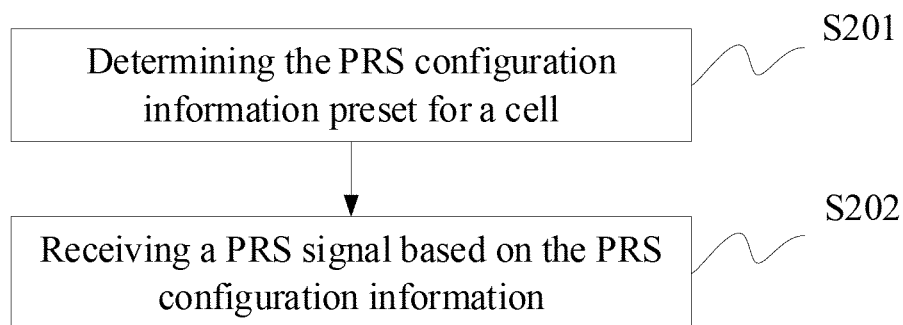 S201
Determining the PRS configuration
information preset for a cell
S202
Receiving a PRS signal based on the PRS
configuration information